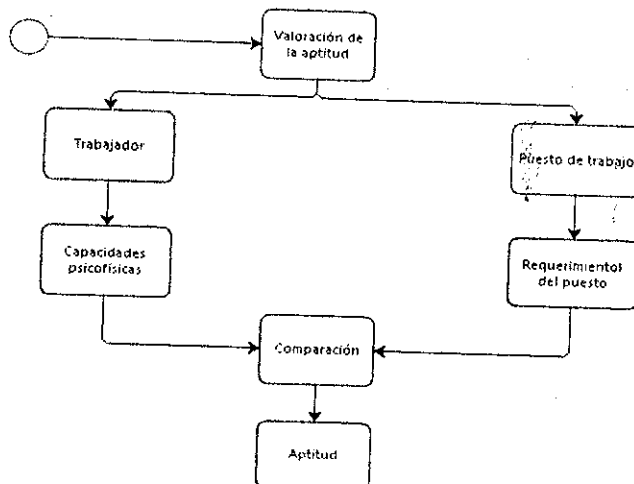 Valoración de
la aptitud
Trabajador
Puesto de trabajo
Capacidades
psicofísicas
Requerimientos
del puesto
Comparación
Aptitud